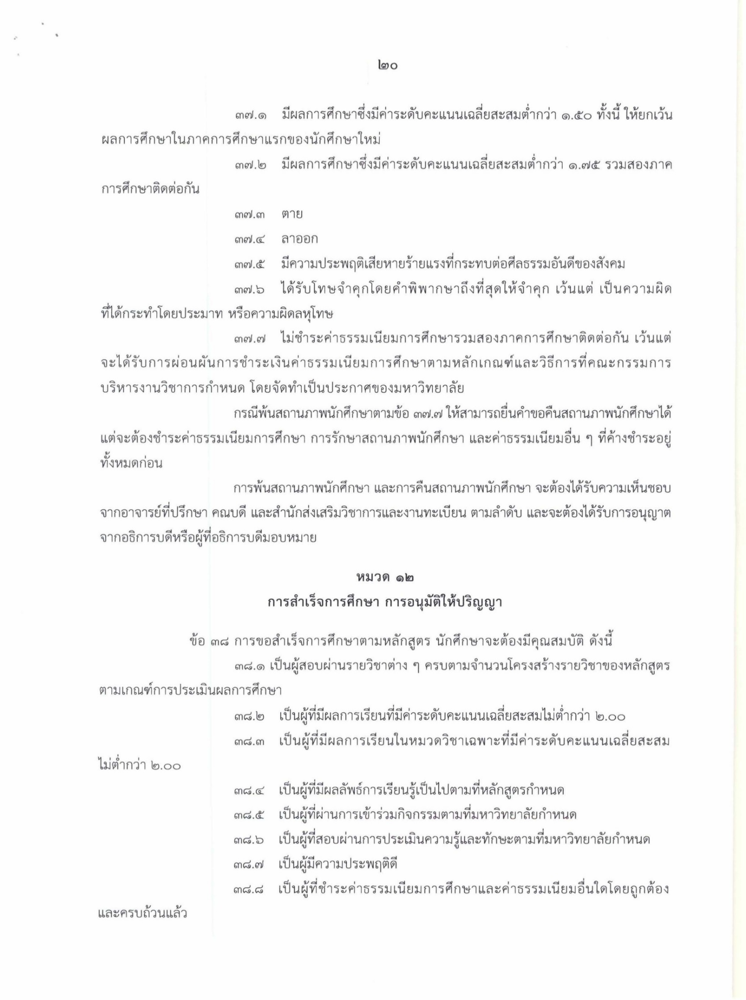 ๒๐
๓๗.๑ มีผลการศึกษาซึ่งมีค่าระดับคะแนนเฉลี่ยสะสมต่ำกว่า ๑.๕๐ ทั้งนี้ ให้ยกเว้น
ผลการศึกษาในภาคการศึกษาแรกของนักศึกษาใหม่
๓๗.๒ มีผลการศึกษาซึ่งมีค่าระดับคะแนนเฉลี่ยสะสมต่ำกว่า ๑.๗๕ รวมสองภาค
การศึกษาติดต่อกัน
๓๗.๓ ตาย
๓๗.๔ ลาออก
๓๗.๕ มีความประพฤติเสียหายร้ายแรงที่กระทบต่อศีลธรรมอันดีของสังคม
๓๗.๖ ได้รับโทษจำคุกโดยคำพิพากษาถึงที่สุดให้จำคุก เว้นแต่ เป็นความผิด
ที่ได้กระทำโดยประมาท หรือความผิดลหุโทษ
๓๗.๗ ไม่ชำระค่าธรรมเนียมการศึกษารวมสองภาคการศึกษาติดต่อกัน เว้นแต่
จะได้รับการผ่อนผันการชำระเงินค่าธรรมเนียมการศึกษาตามหลักเกณฑ์และวิธีการที่คณะกรรมการ
บริหารงานวิชาการกำหนด โดยจัดทำเป็นประกาศของมหาวิทยาลัย
กรณีพ้นสถานภาพนักศึกษาตามข้อ ๓๗.๗ ให้สามารถยื่นคำขอคืนสถานภาพนักศึกษาได้
แต่จะต้องชำระค่าธรรมเนียมการศึกษา การรักษาสถานภาพนักศึกษา และค่าธรรมเนียมอื่น ๆ ที่ค้างชำระอยู่
ทั้งหมดก่อน
การพ้นสถานภาพนักศึกษา และการคืนสถานภาพนักศึกษา จะต้องได้รับความเห็นชอบ
จากอาจารย์ที่ปรึกษา คณบดี และสำนักส่งเสริมวิชาการและงานทะเบียน ตามลำดับ และจะต้องได้รับการอนุญาต
จากอธิการบดีหรือผู้ที่อธิการบดีมอบหมาย
หมวด ๑๒
การสำเร็จการศึกษา การอนุมัติให้ปริญญา
ข้อ ๓๘ การขอสำเร็จการศึกษาตามหลักสูตร นักศึกษาจะต้องมีคุณสมบัติ ดังนี้
๓๘.๑ เป็นผู้สอบผ่านรายวิชาต่าง ๆ ครบตามจำนวนโครงสร้างรายวิชาของหลักสูตร
ตามเกณฑ์การประเมินผลการศึกษา
๓๘.๒ เป็นผู้ที่มีผลการเรียนที่มีค่าระดับคะแนนเฉลี่ยสะสมไม่ต่ำกว่า ๒.๐๐
๓๘.๓ เป็นผู้ที่มีผลการเรียนในหมวดวิชาเฉพาะที่มีค่าระดับคะแนนเฉลี่ยสะสม
ไม่ต่ำกว่า ๒.๐๐
๓๘.๔ เป็นผู้ที่มีผลลัพธ์การเรียนรู้เป็นไปตามที่หลักสูตรกำหนด
๓๘.๕ เป็นผู้ที่ผ่านการเข้าร่วมกิจกรรมตามที่มหาวิทยาลัยกำหนด
๓๘.๖ เป็นผู้ที่สอบผ่านการประเมินความรู้และทักษะตามที่มหาวิทยาลัยกำหนด
๓๘.๗ เป็นผู้มีความประพฤติดี
๓๘.๘ เป็นผู้ที่ชำระค่าธรรมเนียมการศึกษาและค่าธรรมเนียมอื่นใดโดยถูกต้อง
และครบถ้วนแล้ว